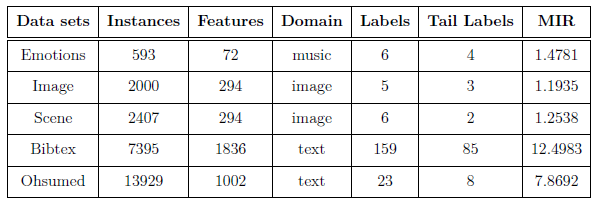 Data sets Instances Features Domain Labels Tail Labels MIR
Emotions 593 72 music 6 4 1.4781
Image 2000 294 image 5 3 1.1935
Scene 2407 294 image 6 2 1.2538
Bibtex 7395 1836 text 159 85 12.4983
Ohsumed 13929 1002 text 23 8 7.8692